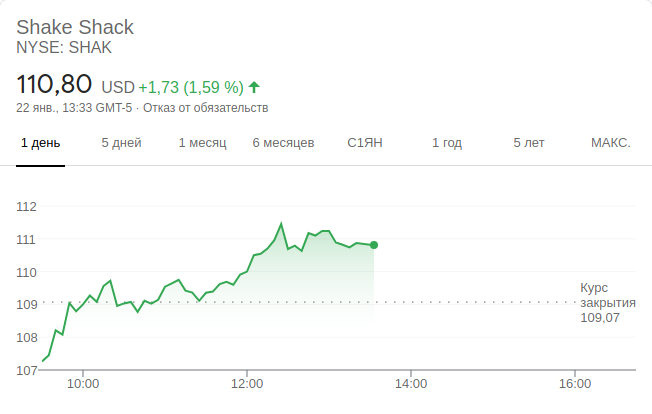 Shake Shack
NYSE: SHAK
110,80 USD +1,73 (1,59 %)
22 янв., 13:33 GMT-5 · Отказ от обязательств
1 день 5 дней 1 месяц 6 месяцев С1ЯН 1 год 5 лет МАКС.
112
111
110
109
108
107
Курс
закрытия
109,07
10:00 12:00 14:00 16:00